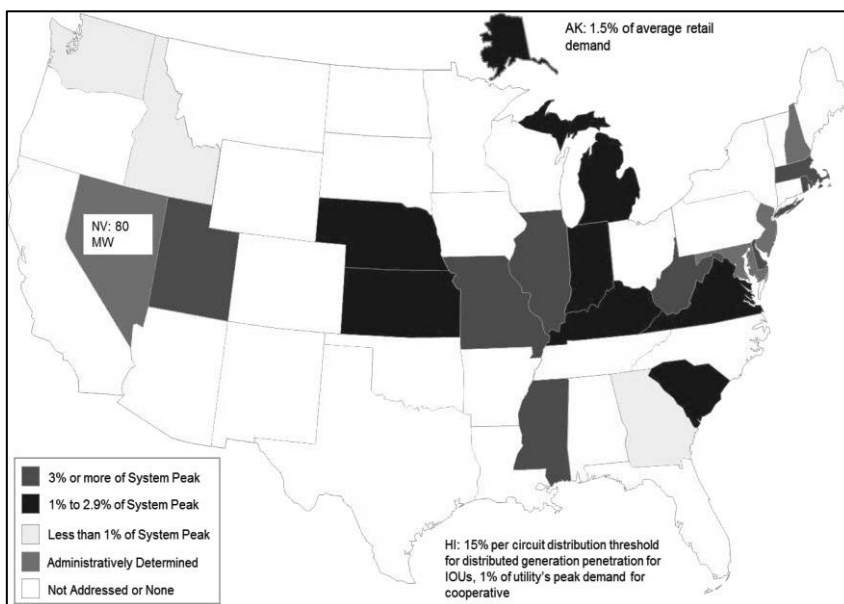 AK: 1.5% of average retail
demand
NV: 80
MW
3% or more of System Peak
1% to 2.9% of System Peak
Less than 1% of System Peak
Administratively Determined
Not Addressed or None
HI: 15% per circuit distribution threshold
for distributed generation penetration for
IOUs, 1% of utility's peak demand for
cooperative